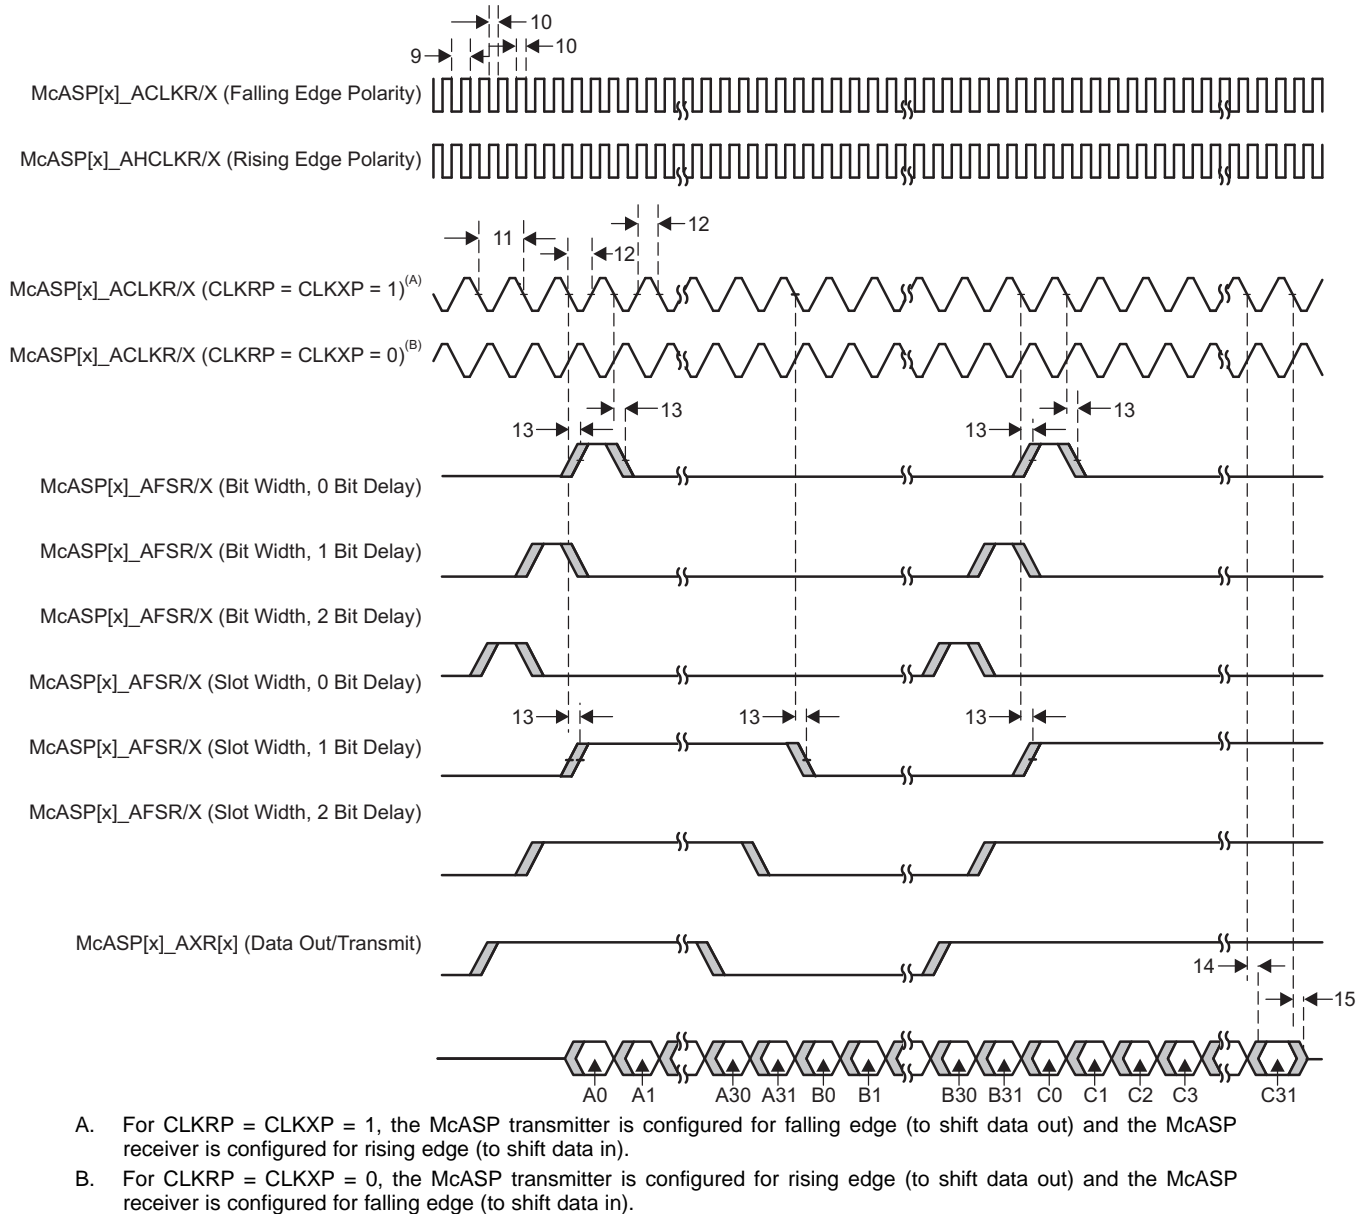 10
9
10
McASP[x]_ACLKR/X (Falling Edge Polarity)
McASP[x]_AHCLKR/X (Rising Edge Polarity)
12
11
12
McASP[x]_ACLKR/X (CLKRP = CLKXP = 1)(A)
McASP[x]_ACLKR/X (CLKRP = CLKXP = 0)(B)
13
13
13
13
McASP[x]_AFSR/X (Bit Width, 0 Bit Delay)
McASP[x]_AFSR/X (Bit Width, 1 Bit Delay)
McASP[x]_AFSR/X (Bit Width, 2 Bit Delay)
McASP[x]_AFSR/X (Slot Width, 0 Bit Delay)
13
13
13
McASP[x]_AFSR/X (Slot Width, 1 Bit Delay)
McASP[x]_AFSR/X (Slot Width, 2 Bit Delay)
McASP[x]_AXR[x] (Data Out/Transmit)
14
15
A0 A1 A30 A31 B0 B1 B30 B31 C0 C1 C2 C3 C31
A. For CLKRP = CLKXP = 1, the McASP transmitter is configured for falling edge (to shift data out) and the McASP
receiver is configured for rising edge (to shift data in).
B. For CLKRP = CLKXP = 0, the McASP transmitter is configured for rising edge (to shift data out) and the McASP
receiver is configured for falling edge (to shift data in).